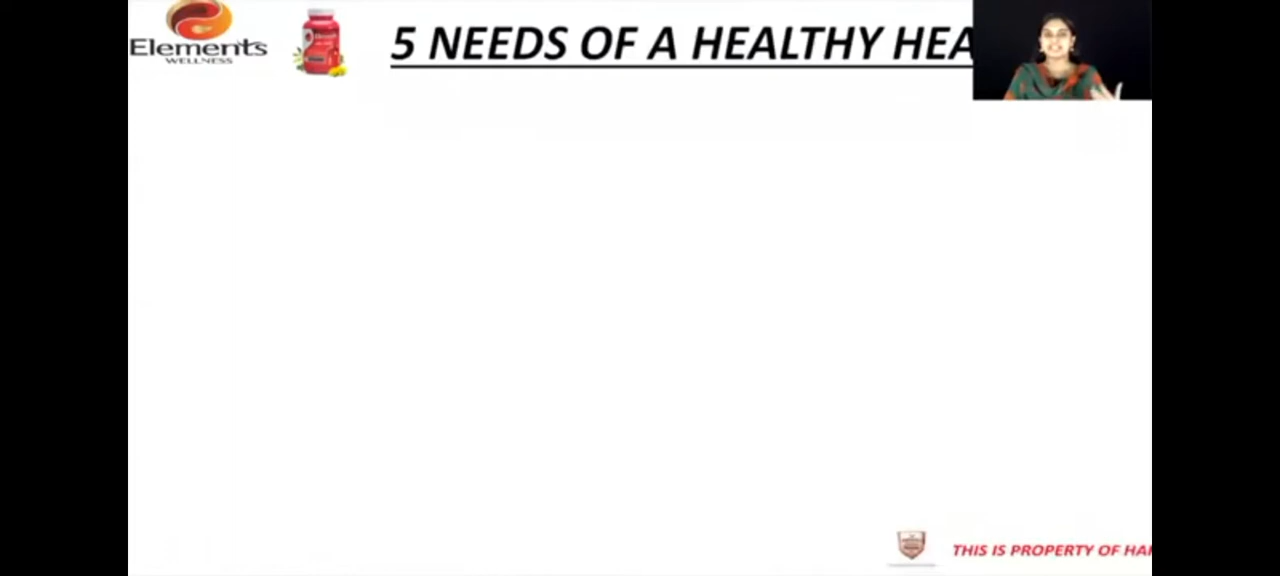 Elements
WELLNESS
5 NEEDS OF A HEALTHY HEA
THIS IS PROPERTY OF HA